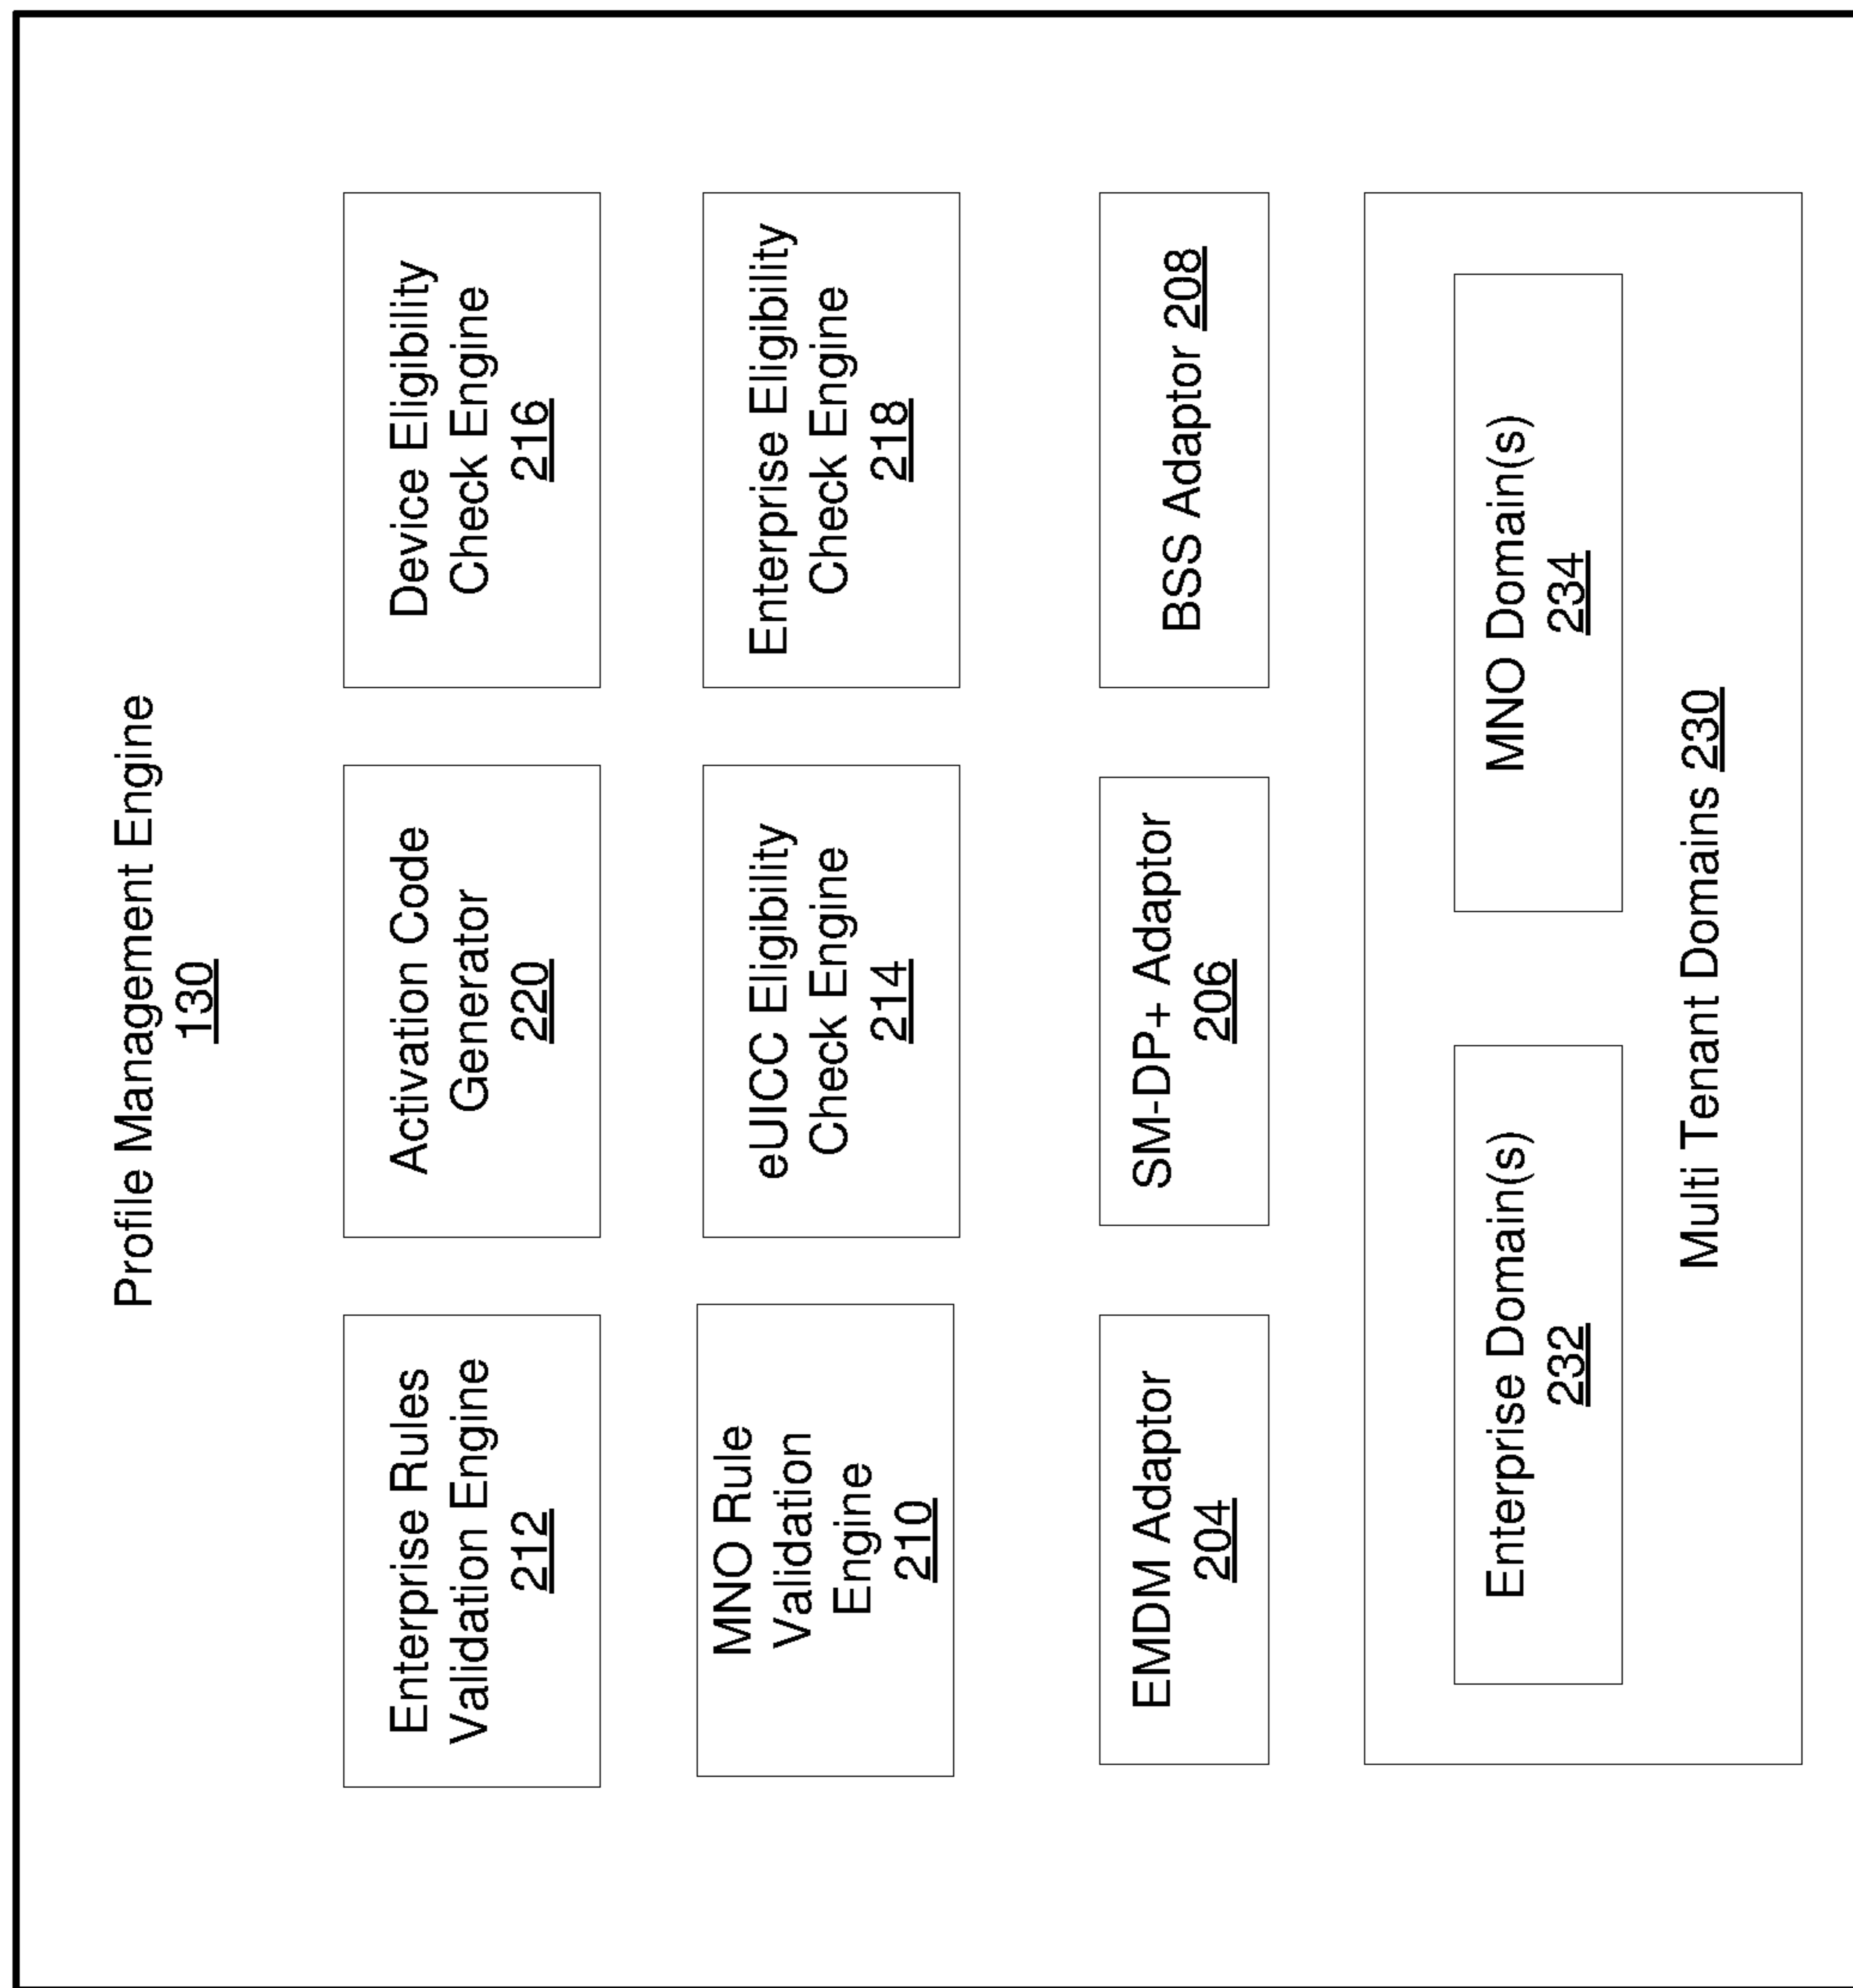 Profile Management Engine
130
Enterprise Rules
Validation Engine
212
Activation Code
Generator
220
Device Eligibility
Check Engine
216
MNO Rule
Validation
Engine
210
eUICC Eligibility
Check Engine
214
Enterprise Eligibility
Check Engine
218
EMDM Adaptor
204
SM-DP+ Adaptor
206
BSS Adaptor 208
Enterprise Domain(s)
232
MNO Domain(s)
234
Multi Tenant Domains 230